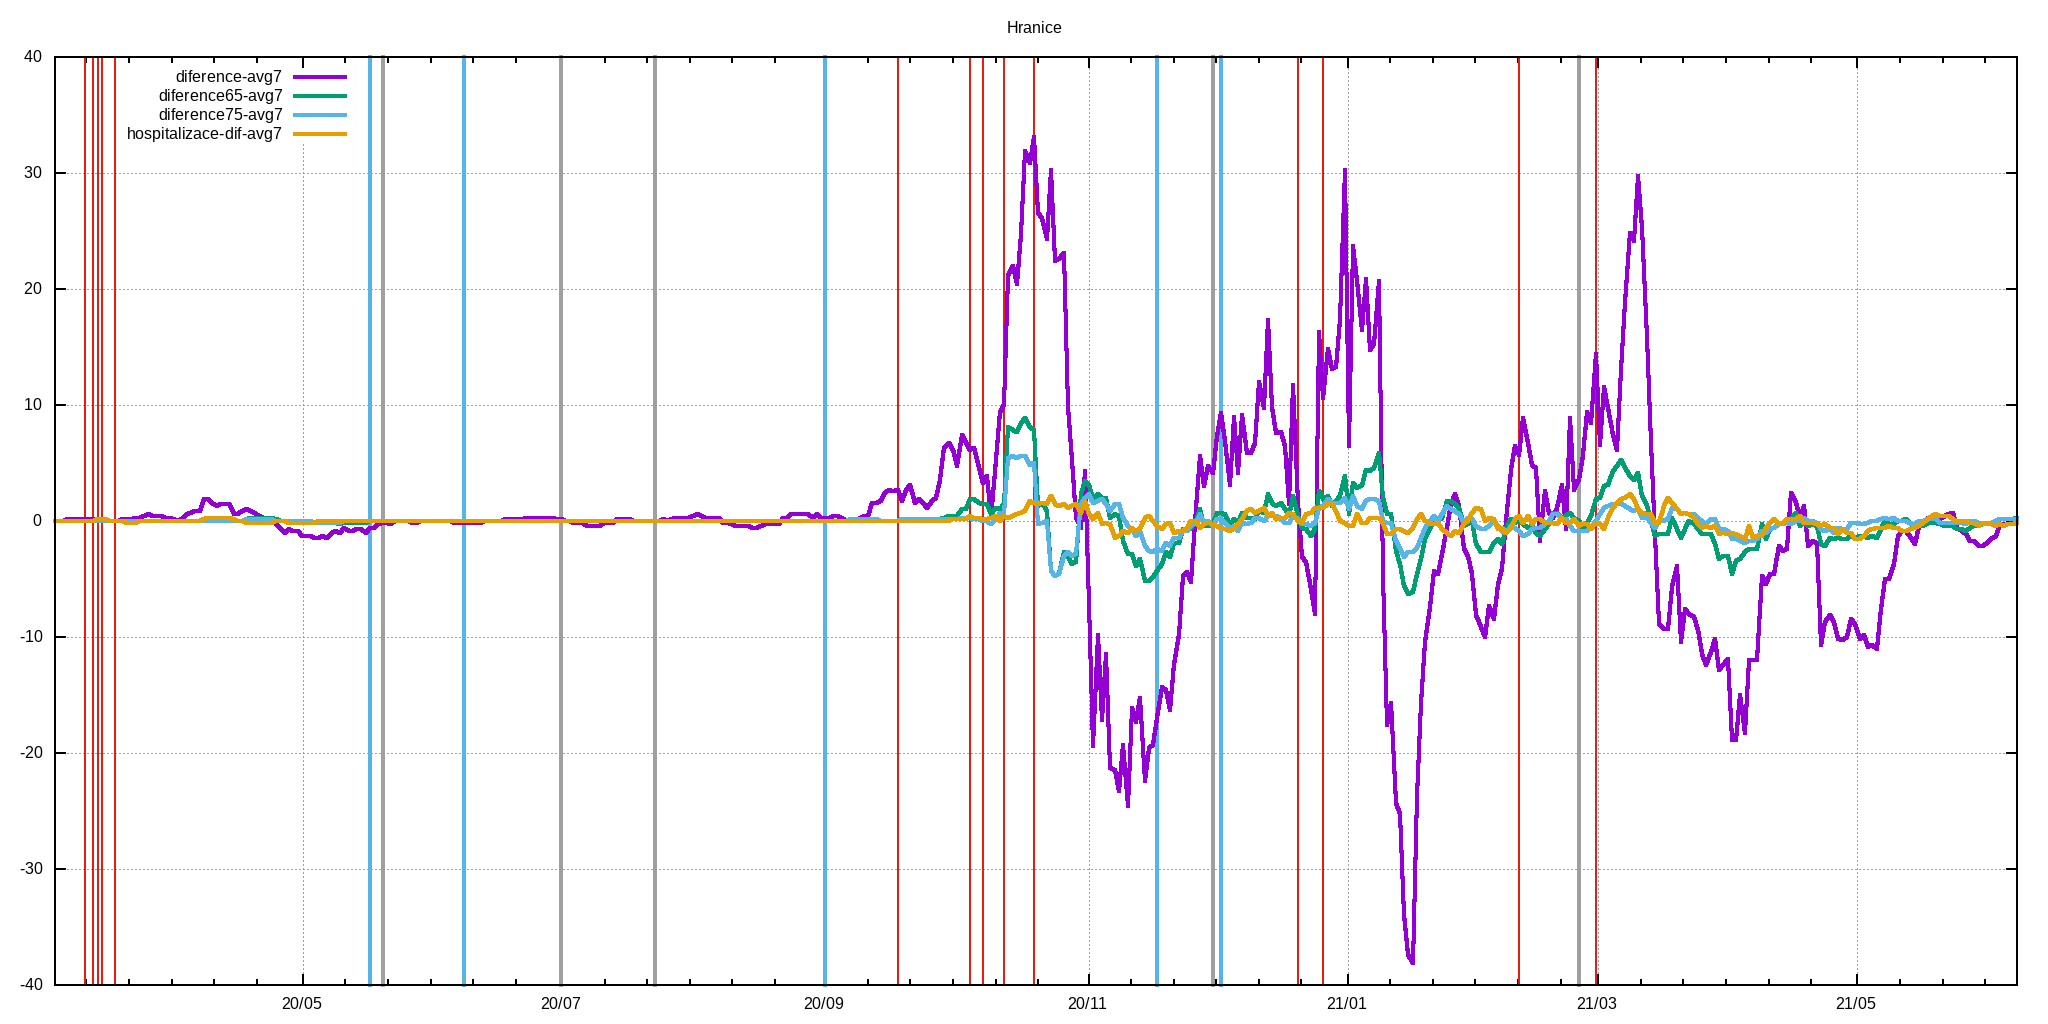 Hranice
diference-avg7
diference65-avg7
diference75-avg7
hospitalizace-dif-avg7
40
30
20
10
0
-10
-20
-30
-40
20/05 20/07 20/09 20/11 21/01 21/03 21/05